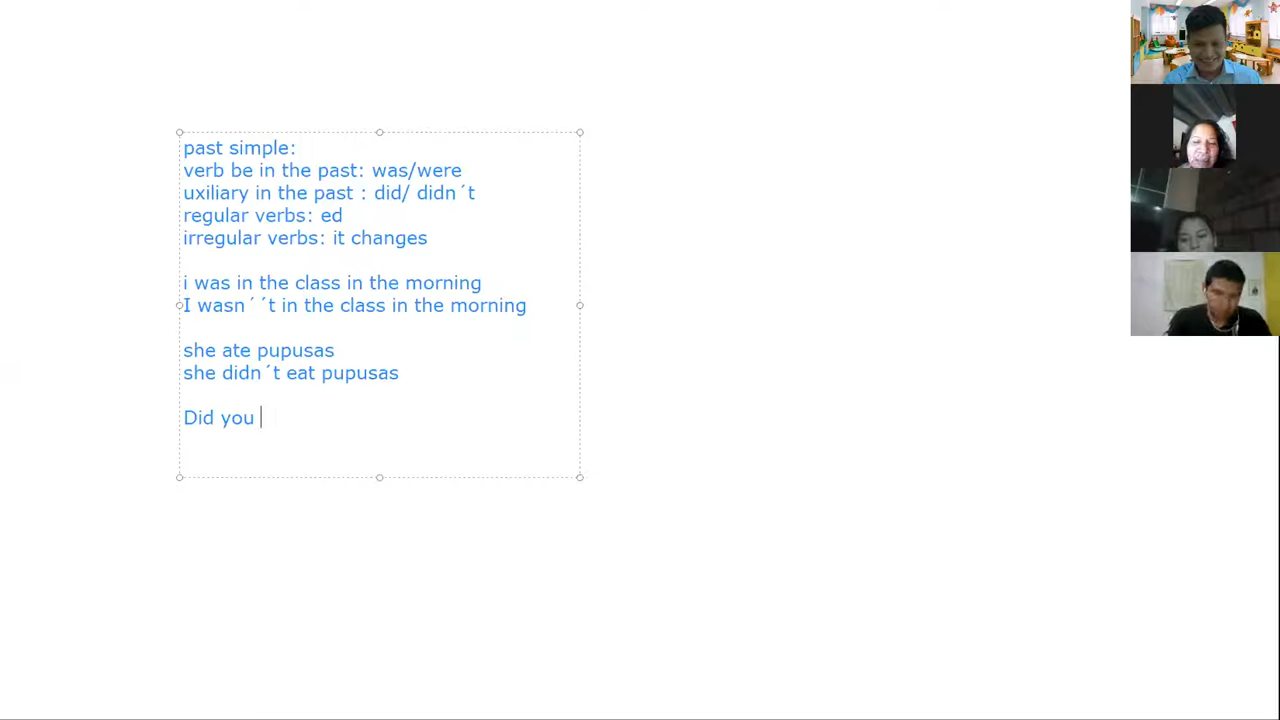 past simple:
verb be in the past: was/were
uxiliary in the past : did/ didn´t
regular verbs: ed
irregular verbs: it changes
i was in the class in the morning
I wasn´´t in the class in the morning
she ate pupusas
she didn´t eat pupusas
Did you